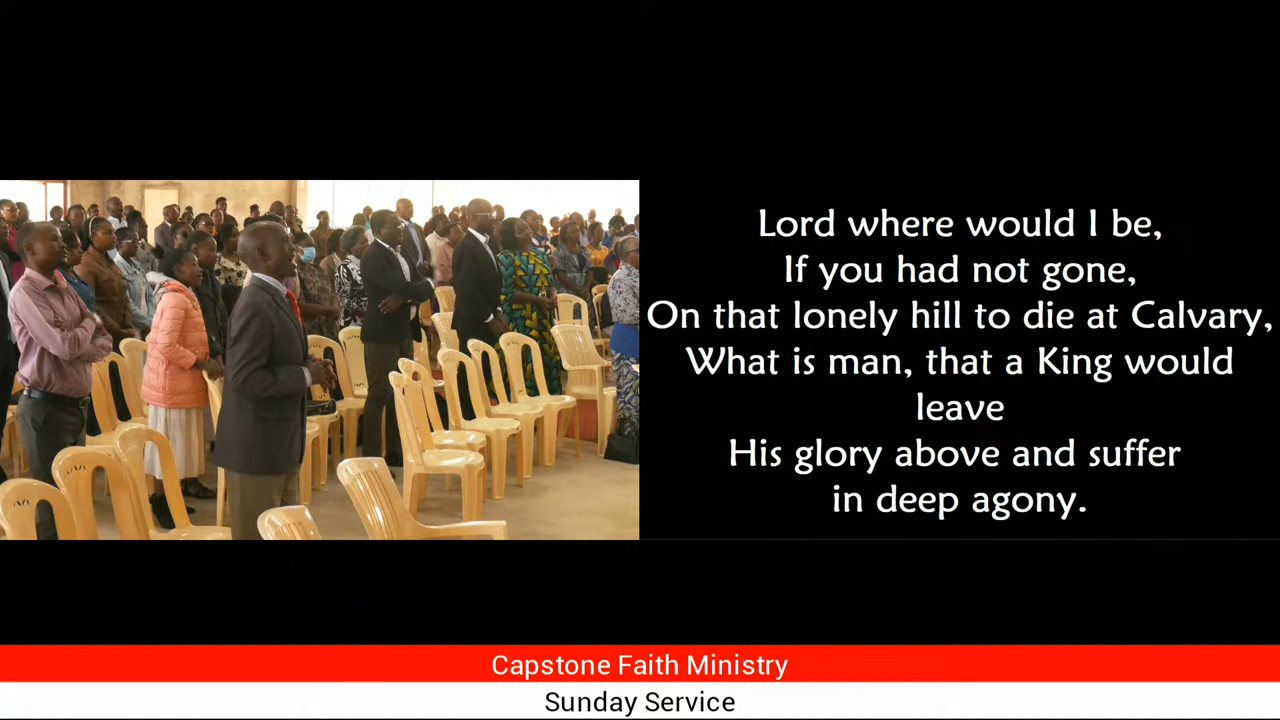 Lord where would I be,
If you had not gone,
On that lonely hill to die at Calvary,
What is man, that a King would
leave
His glory above and suffer
in deep agony.
Capstone Faith Ministry
Sunday Service